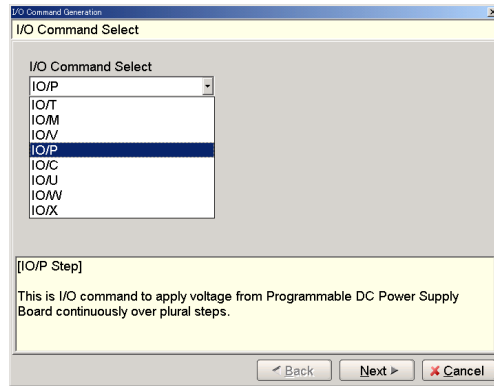 I/O Command Generation
I/O Command Select
I/O Command Select
IO/P
IO/T
IO/M
IO/V
IO/P
IO/C
IO/U
IO/W
IO/X
[IO/P Step]
This is I/O command to apply voltage from Programmable DC Power Supply
Board continuously over plural steps.
Back Next Cancel